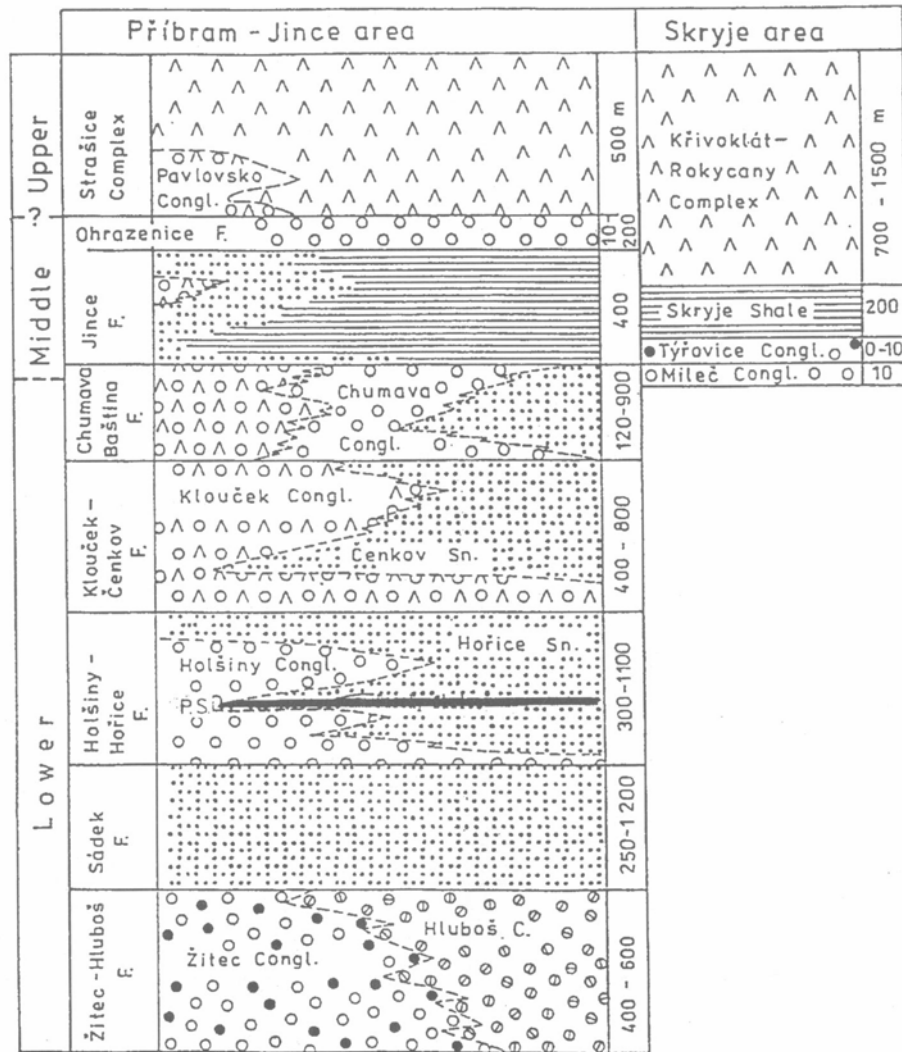 Příbram – Jince area
Skryje area
Upper
-?-
Middle
Lower
Strašice
Complex
Pavlovsko
Congl.
500 m
Ohrazenice F.
10-
200
Jince
F.
400
Chumava
Baština
F.
Chumava
Congl.
120-900
Klouček –
Čenkov
F.
Klouček Congl.
Čenkov Sn.
400 - 800
Holšiny –
Hořice
F.
Hořice Sn.
Holšiny Congl.
P.S.
300-1100
Sádek
F.
250-1200
Žitec-Hluboš
F.
Hluboš C.
Žitec Congl.
400 - 600
Křivoklát–
Rokycany
Complex
700 - 1500 m
Skryje Shale
200
Týřovice Congl.
0-10
Mileč Congl.
10